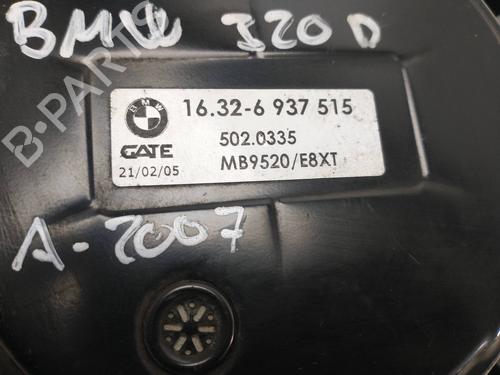 BMW 320 D
BMW
16.32-6 937 515
GATE
502.0335
21/02/05
MB9520/E8XT
A-2007
B-PARTS